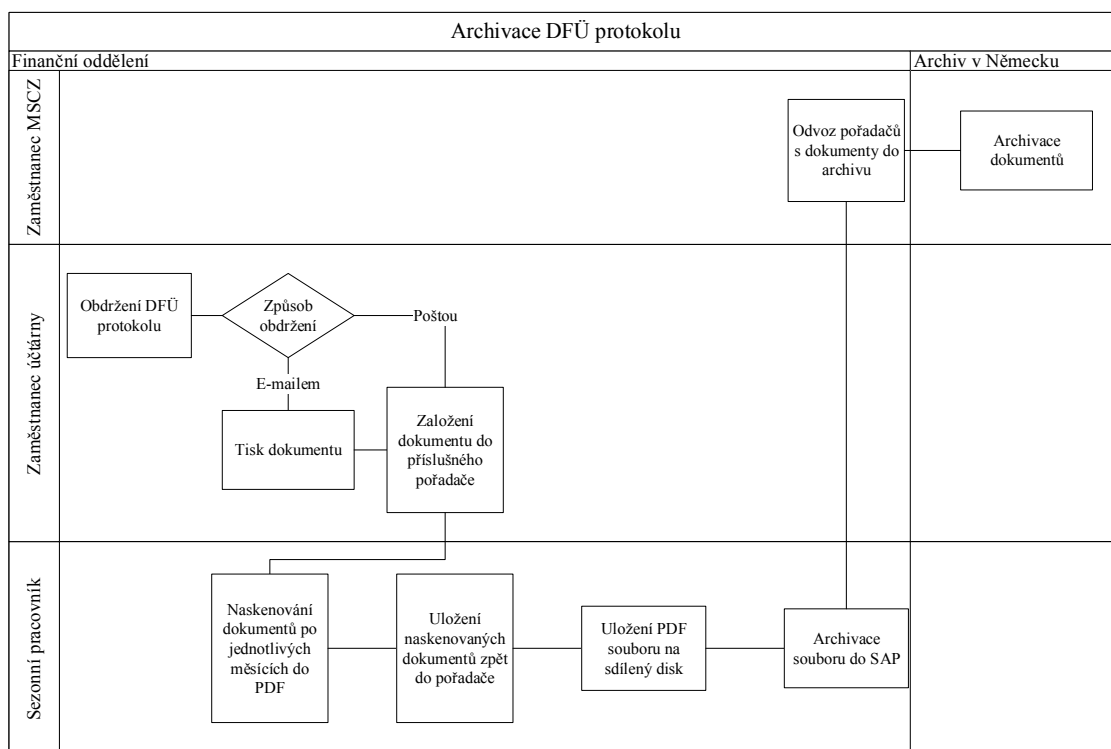 Archivace DFÜ protokolu
Finanční oddělení
Archiv v Německu
Zaměstnanec MSCZ
Odvoz pořadačů
s dokumenty do
archivu
Archivace
dokumentů
Zaměstnanec účtárny
Obdržení DFÜ
protokolu
Způsob
obdržení
Poštou
E-mailem
Tisk dokumentu
Založení
dokumentu do
příslušného
pořadače
Sezonní pracovník
Naskenování
dokumentů po
jednotlivých
měsících do
PDF
Uložení
naskenovaných
dokumentů zpět
do pořadače
Uložení PDF
souboru na
sdílený disk
Archivace
souboru do SAP